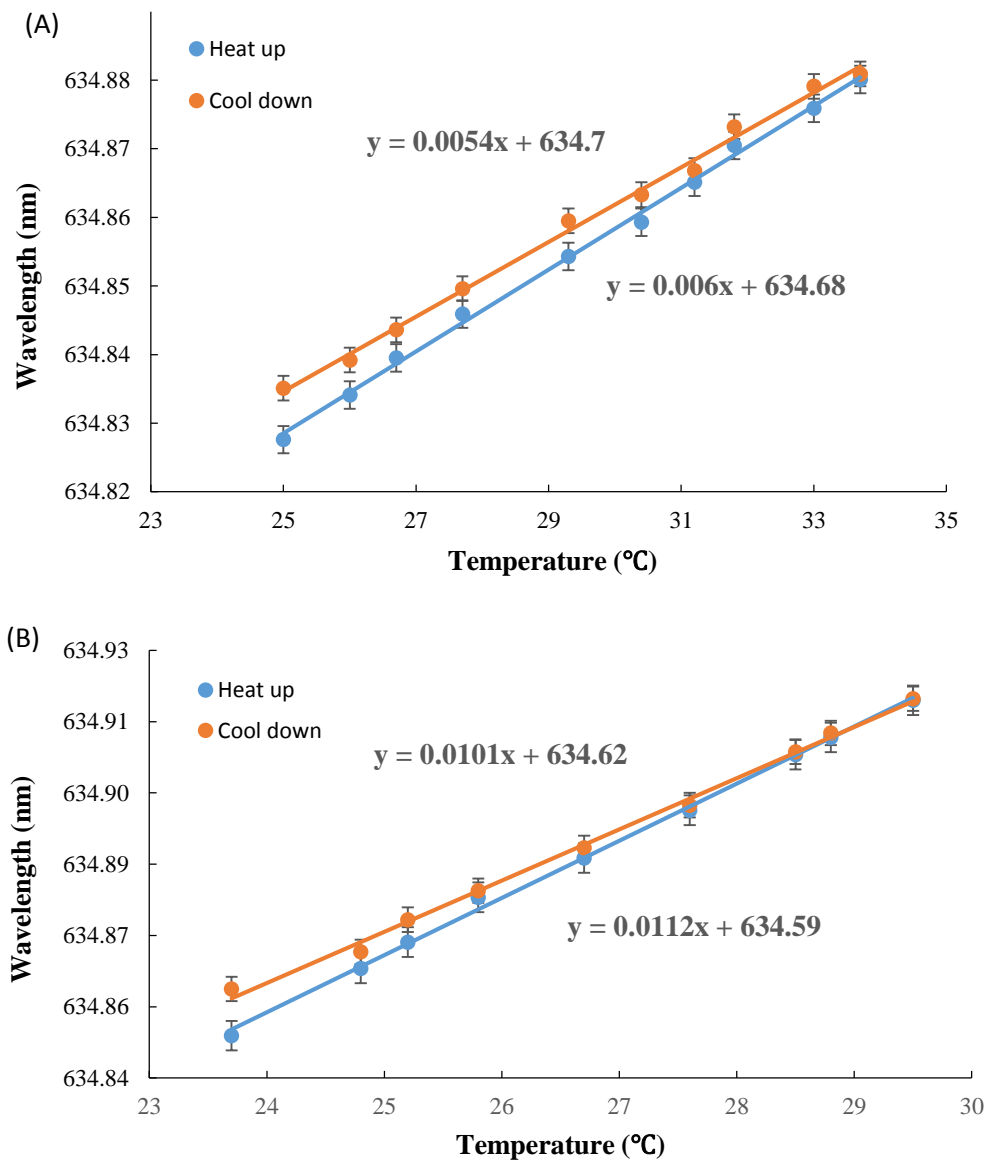 (A)
Heat up
Cool down
y = 0.0054x + 634.7
y = 0.006x + 634.68
634.88
634.87
634.86
634.85
634.84
634.83
634.82
23 25 27 29 31 33 35
Wavelength (nm)
Temperature (℃)
(B)
Heat up
Cool down
y = 0.0101x + 634.62
y = 0.0112x + 634.59
634.93
634.91
634.90
634.89
634.87
634.86
634.84
23 24 25 26 27 28 29 30
Wavelength (nm)
Temperature (℃)